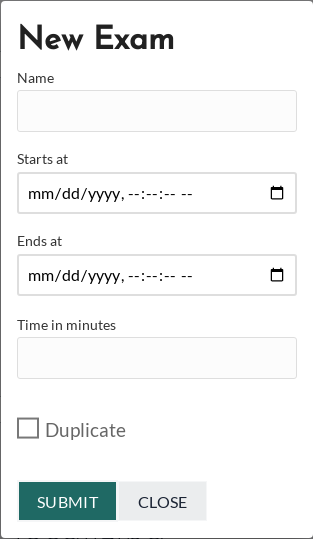 New Exam
Name
Starts at
mm/dd/yyyy, --:--:-- --
Ends at
mm/dd/yyyy, --:--:-- --
Time in minutes
Duplicate
SUBMIT CLOSE